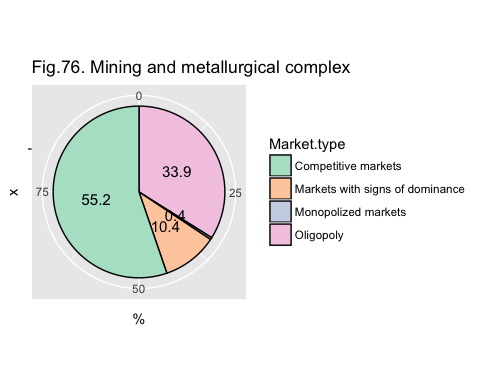 Fig.76. Mining and metallurgical complex
0
33.9
55.2
75
25
x
0.4
10.4
50
%
Market.type
Competitive markets
Markets with signs of dominance
Monopolized markets
Oligopoly